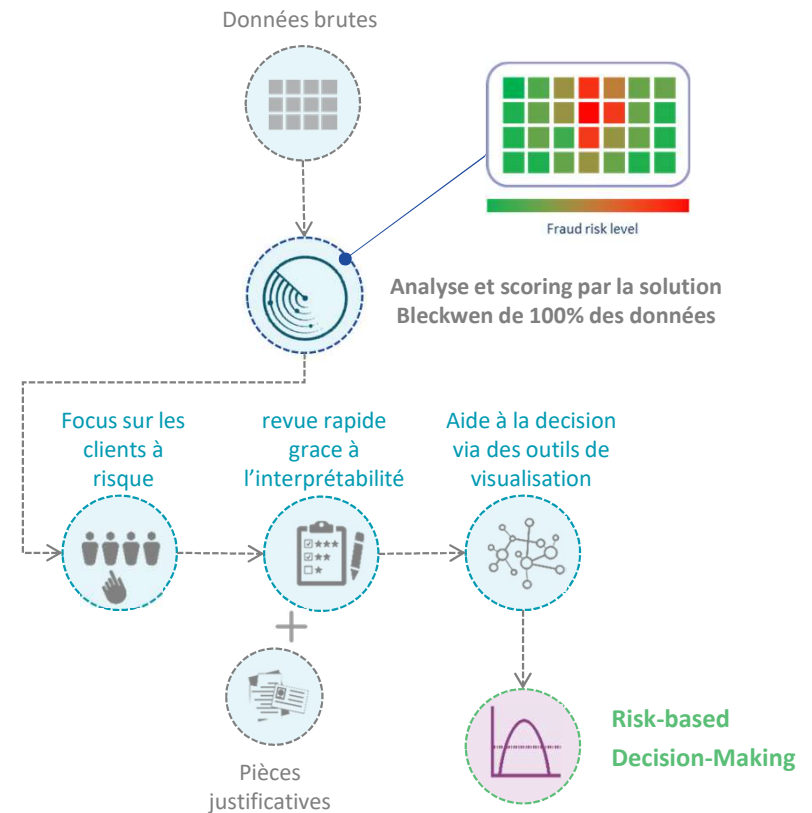 Données brutes
Fraud risk level
Analyse et scoring par la solution
Bleckwen de 100% des données
Focus sur les
clients à
risque
revue rapide
grace à
l’interprétabilité
Aide à la decision
via des outils de
visualisation
Pièces
justificatives
Risk-based
Decision-Making